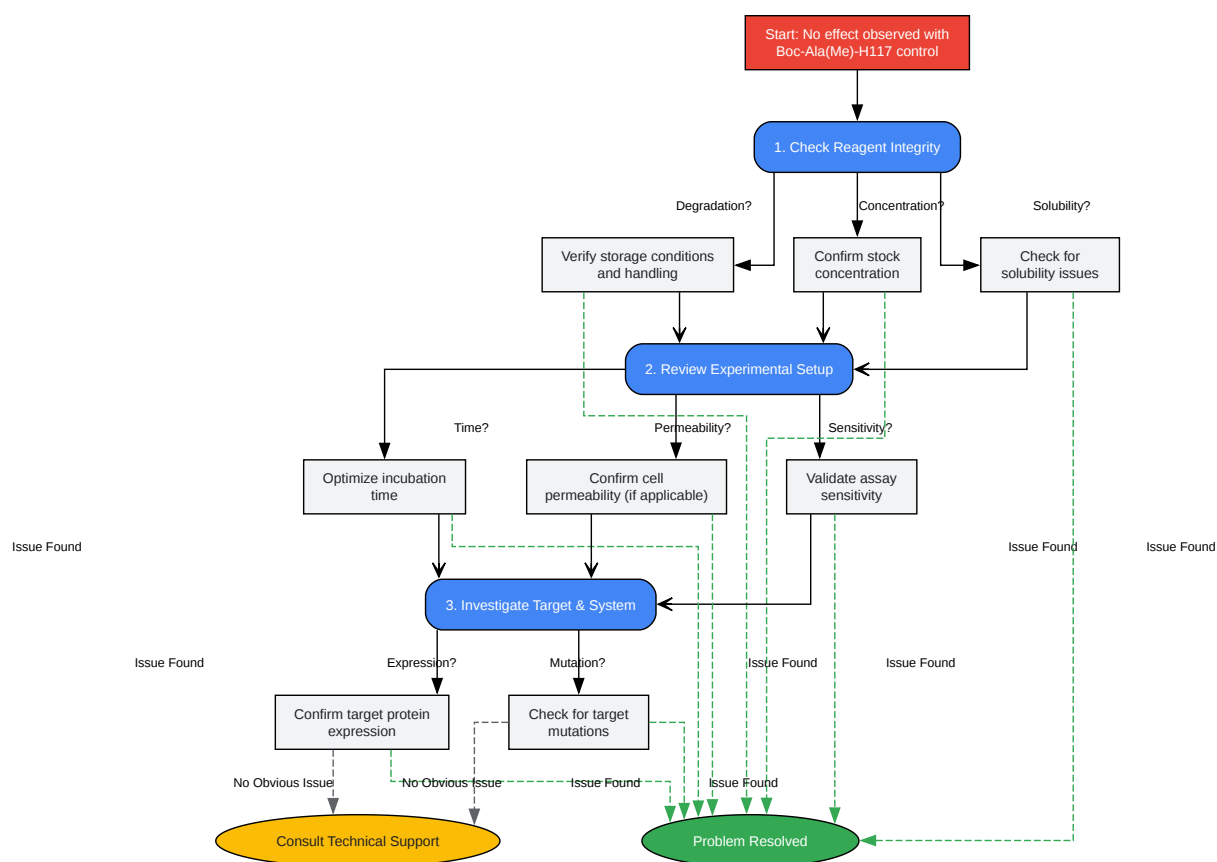 Start: No effect observed with
Boc-Ala(Me)-H117 control
1. Check Reagent Integrity
Degradation?
Concentration?
Solubility?
Verify storage conditions
and handling
Confirm stock
concentration
Check for
solubility issues
2. Review Experimental Setup
Time?
Permeability?
Sensitivity?
Optimize incubation
time
Confirm cell
permeability (if applicable)
Validate assay
sensitivity
Issue Found
Issue Found
Issue Found
3. Investigate Target & System
Issue Found
Expression?
Mutation?
Issue Found
Issue Found
Confirm target protein
expression
Check for target
mutations
No Obvious Issue
No Obvious Issue
Issue Found
Issue Found
Consult Technical Support
Problem Resolved